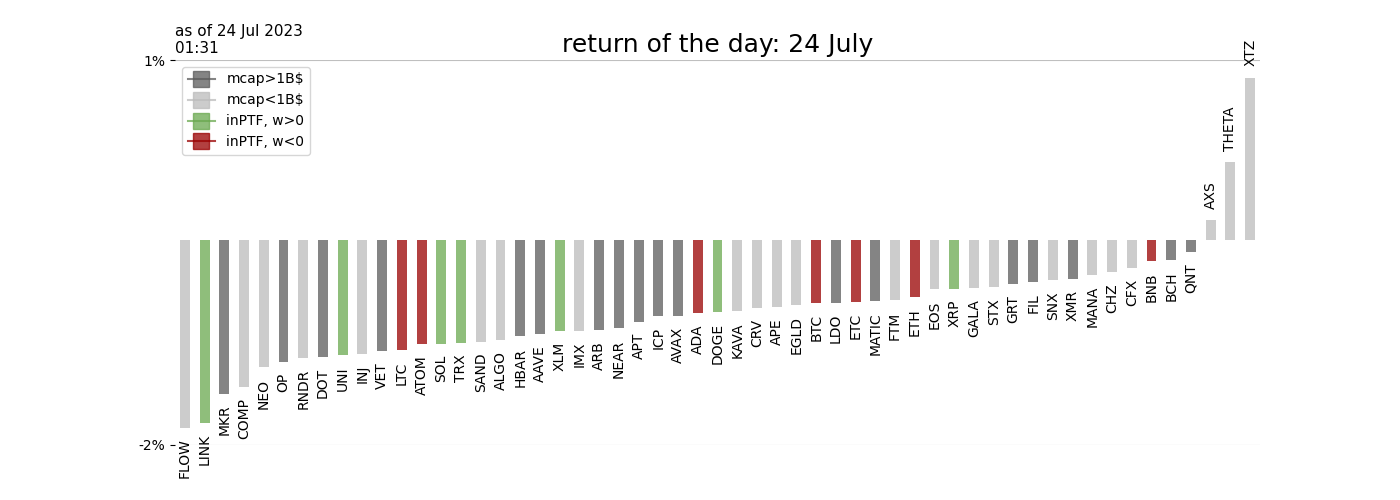 as of 24 Jul 2023
01:31
return of the day: 24 July
1%
-2%
mcap>1B$
mcap<1B$
inPTF, w>0
inPTF, w<0
FLOW
LINK
MKR
COMP
NEO
OP
RNDR
DOT
UNI
INJ
VET
LTC
ATOM
SOL
TRX
SAND
ALGO
HBAR
AAVE
XLM
IMX
ARB
NEAR
APT
ICP
AVAX
ADA
DOGE
KAVA
CRV
APE
EGLD
BTC
LDO
ETC
MATIC
FTM
ETH
EOS
XRP
GALA
STX
GRT
FIL
SNX
XMR
MANA
CHZ
CFX
BNB
BCH
QNT
AXS
THETA
XTZ